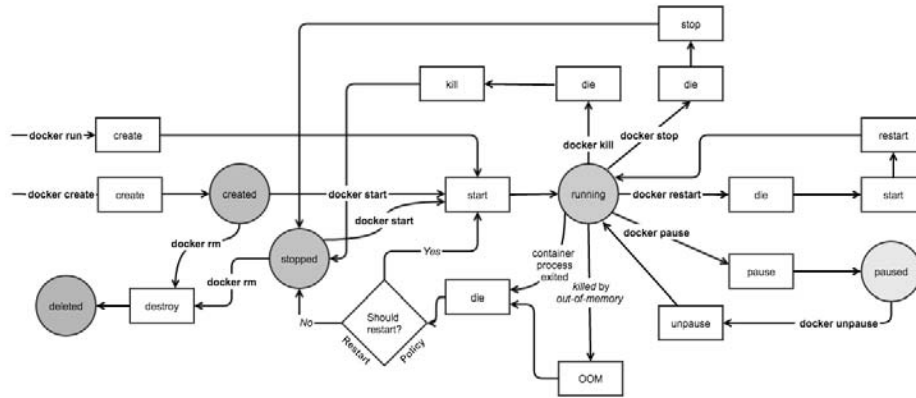 stop
kill
die
die
docker run
create
docker kill
docker stop
restart
docker create
create
created
docker start
start
running
docker restart
die
start
docker start
docker rm
docker pause
stopped
Yes
container
process
exited
killed by
out-of-memory
pause
paused
deleted
destroy
docker rm
No
Should
restart?
Restart
Policy
die
unpause
docker unpause
OOM